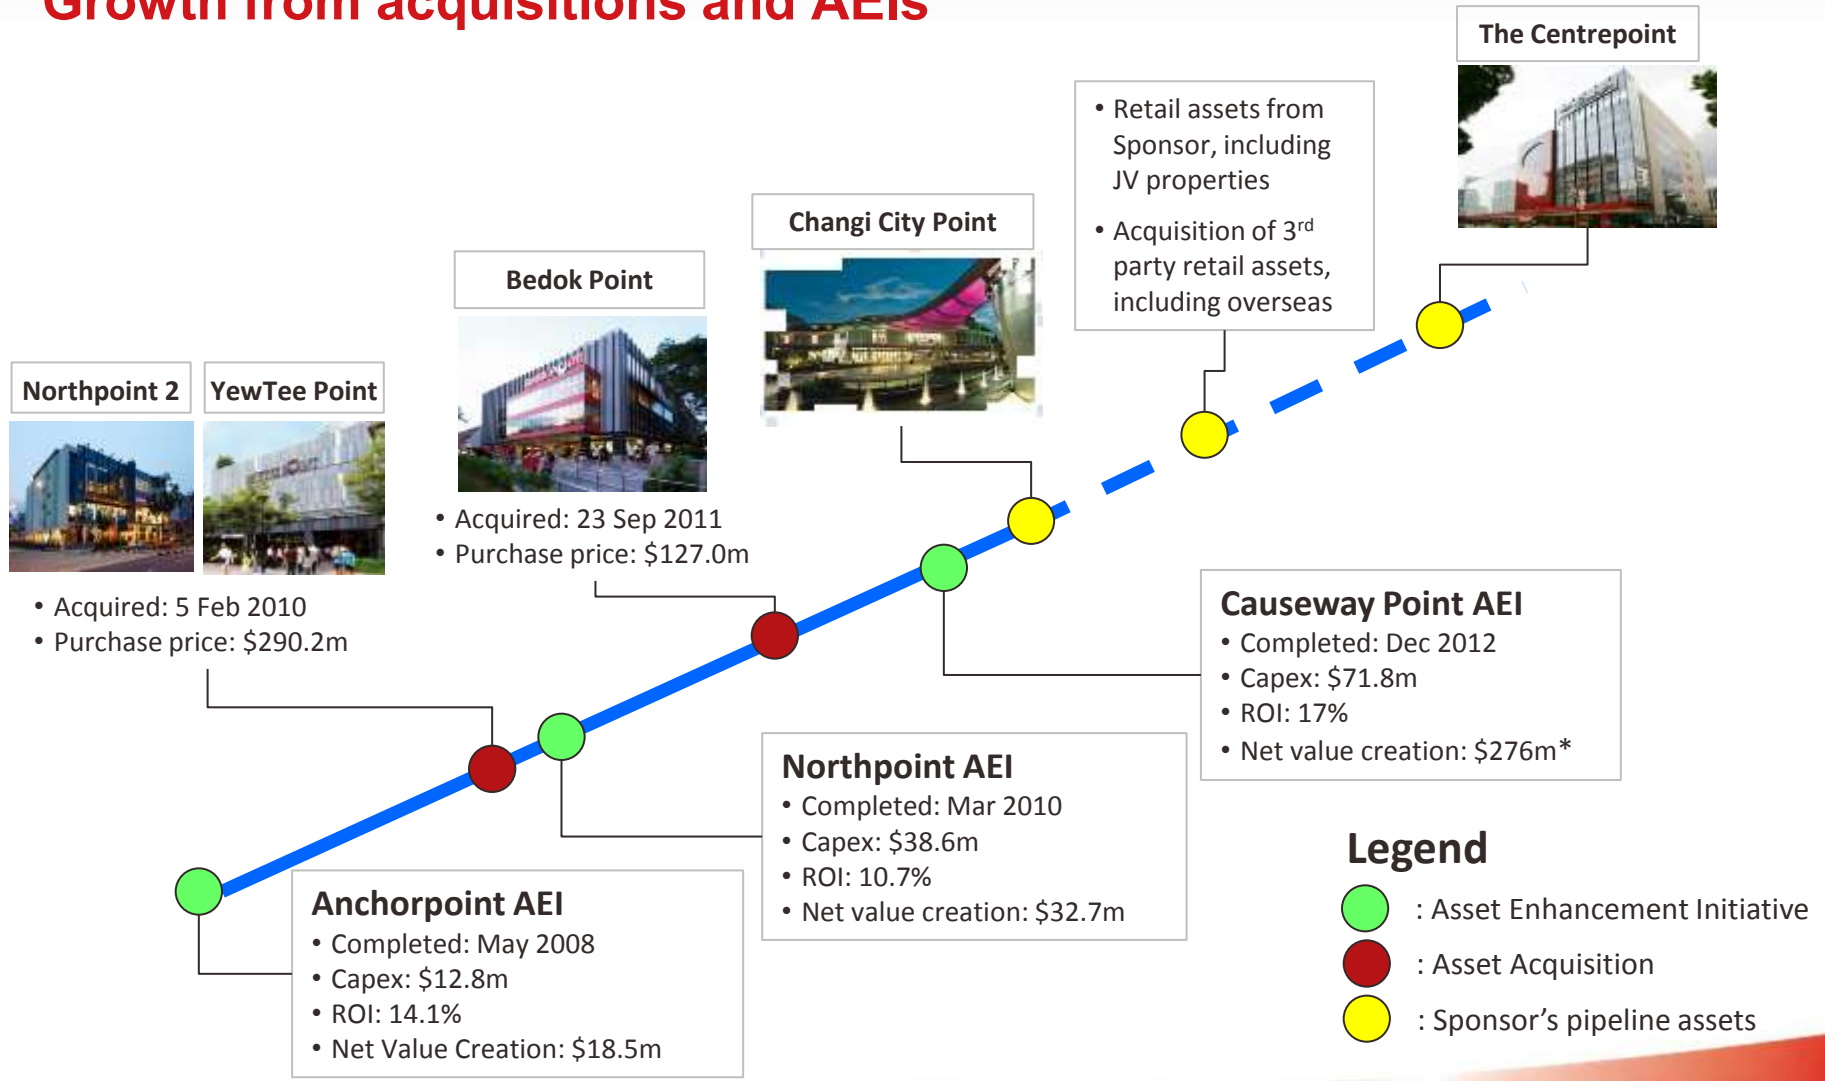 Growth from acquisitions and AEIs
The Centrepoint
• Retail assets from
Sponsor, including
JV properties
• Acquisition of 3rd
party retail assets,
including overseas
Changi City Point
Bedok Point
• Acquired: 23 Sep 2011
• Purchase price: $127.0m
Northpoint 2
YewTee Point
• Acquired: 5 Feb 2010
• Purchase price: $290.2m
Causeway Point AEI
• Completed: Dec 2012
• Capex: $71.8m
• ROI: 17%
• Net value creation: $276m*
Northpoint AEI
• Completed: Mar 2010
• Capex: $38.6m
• ROI: 10.7%
• Net value creation: $32.7m
Anchorpoint AEI
• Completed: May 2008
• Capex: $12.8m
• ROI: 14.1%
• Net Value Creation: $18.5m
Legend
: Asset Enhancement Initiative
: Asset Acquisition
: Sponsor’s pipeline assets